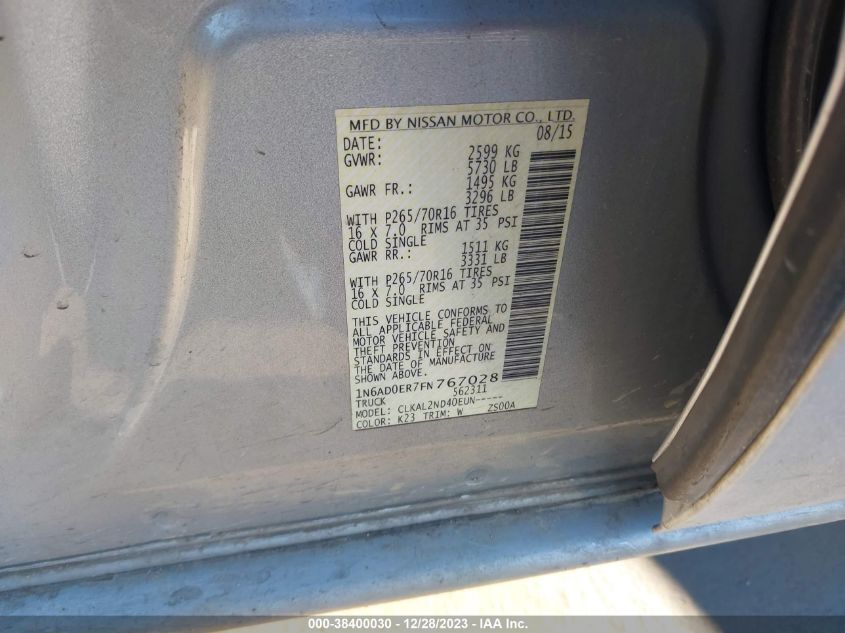 MFD BY NISSAN MOTOR CO., LTD.
DATE: 08/15
GVWR: 2599 KG
5730 LB
GAWR FR.: 1495 KG
3296 LB
WITH P265/70R16 TIRES
16 X 7.0 RIMS AT 35 PSI
COLD SINGLE
GAWR RR.: 1511 KG
3331 LB
WITH P265/70R16 TIRES
16 X 7.0 RIMS AT 35 PSI
COLD SINGLE
THIS VEHICLE CONFORMS TO
ALL APPLICABLE FEDERAL
MOTOR VEHICLE SAFETY AND
THEFT PREVENTION
STANDARDS IN EFFECT ON
THE DATE OF MANUFACTURE
SHOWN ABOVE.
1N6AD0ER7FN767028
TRUCK 562311
MODEL: CLKAL2ND40EUN-----
COLOR: K23 TRIM: W ZS00A
000-38400030 - 12/28/2023 - IAA Inc.